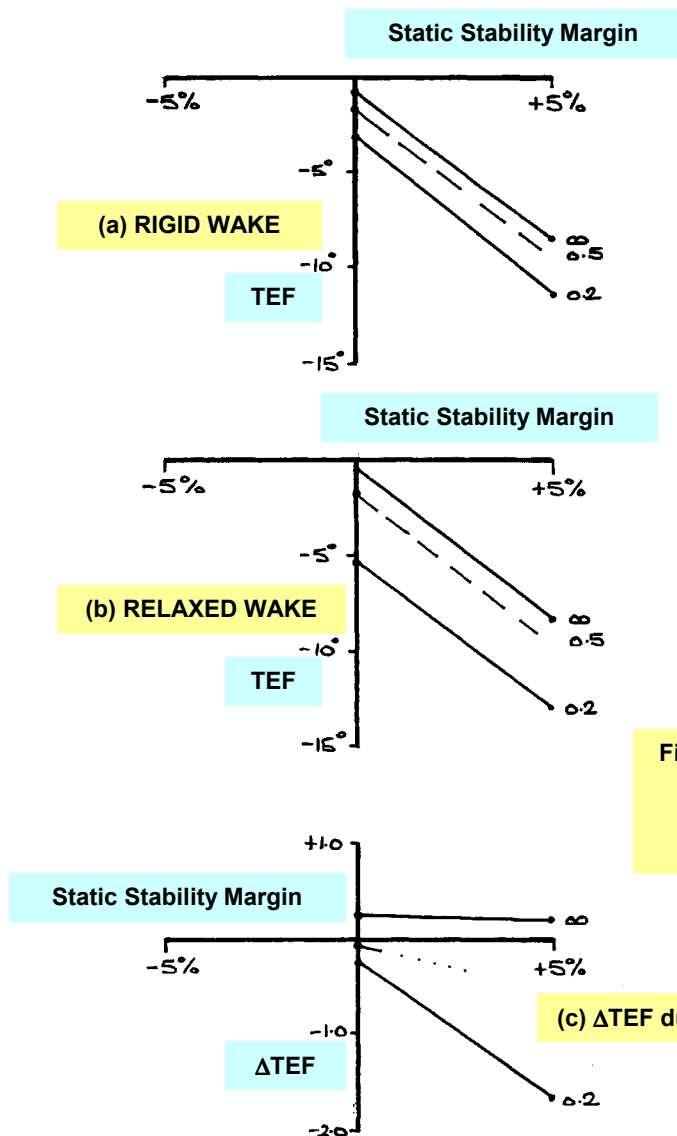 Static Stability Margin
-5%
+5%
-5°
(a) RIGID WAKE
∞
0.5
-10°
TEF
0.2
-15°
Static Stability Margin
-5%
+5%
-5°
(b) RELAXED WAKE
∞
0.5
-10°
TEF
0.2
-15°
Fi
+1.0
Static Stability Margin
∞
-5%
+5%
(c) ΔTEF du
-1.0
ΔTEF
0.2
-2.0